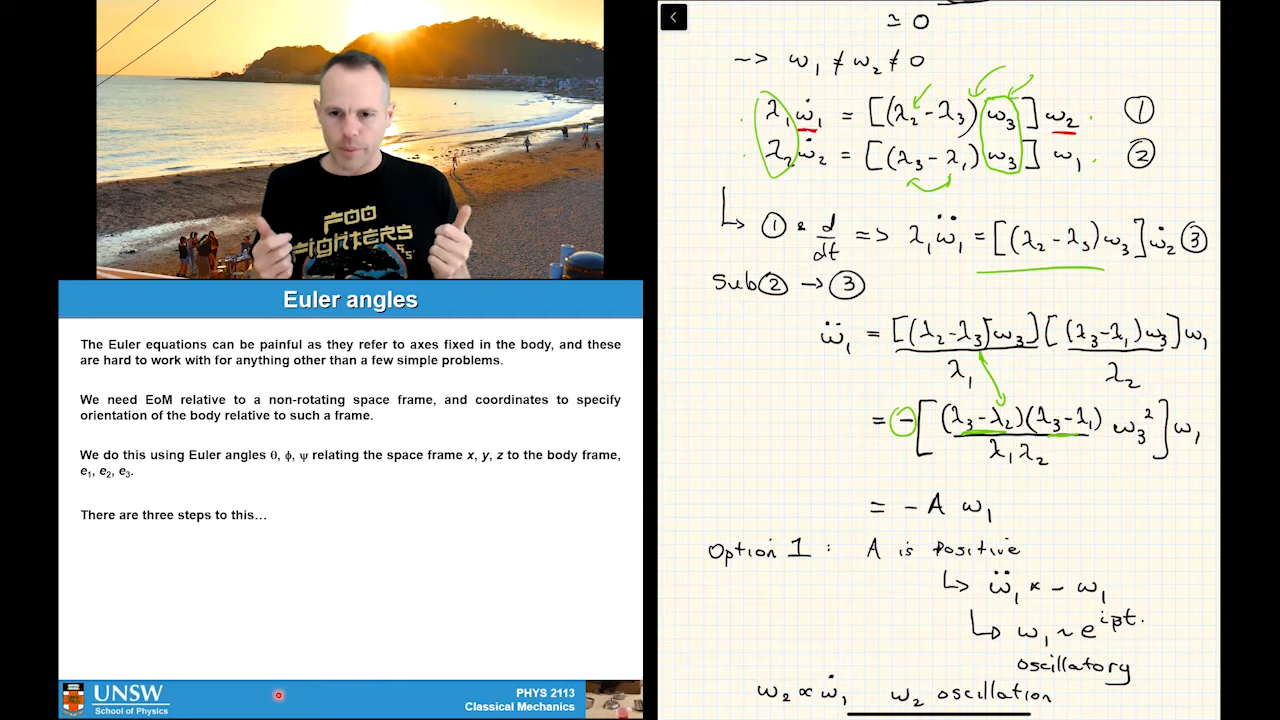 FOO
FIGHTERS
Euler angles
The Euler equations can be painful as they refer to axes fixed in the body, and these
are hard to work with for anything other than a few simple problems.
We need EoM relative to a non-rotating space frame, and coordinates to specify
orientation of the body relative to such a frame.
We do this using Euler angles θ, ϕ, ψ relating the space frame x, y, z to the body frame,
e₁, e₂, e₃.
There are three steps to this…
UNSW
School of Physics
PHYS 2113
Classical Mechanics
≃ 0
--> ω₁ ≠ ω₂ ≠ 0
λ₁ω̇₁ = [(λ₂-λ₃)ω₃]ω₂ ①
λ₂ω̇₂ = [(λ₃-λ₁)ω₃] ω₁ ②
↳ ① & d/dt => λ₁ω̈₁ = [(λ₂-λ₃)ω₃]ω̇₂ ③
Sub ② → ③
ω̈₁ = [(λ₂-λ₃)ω₃]/λ₁ [(λ₃-λ₁)ω₃]/λ₂ ω₁
= -[(λ₃-λ₂)(λ₃-λ₁)/λ₁λ₂ ω₃²]ω₁
= - A ω₁
Option 1 : A is positive
↳ ω̈₁ ∝ - ω₁
↳ ω₁ ~ e^{ipt}.
oscillatory
ω₂ ∝ ω̇₁ ω₂ oscillation